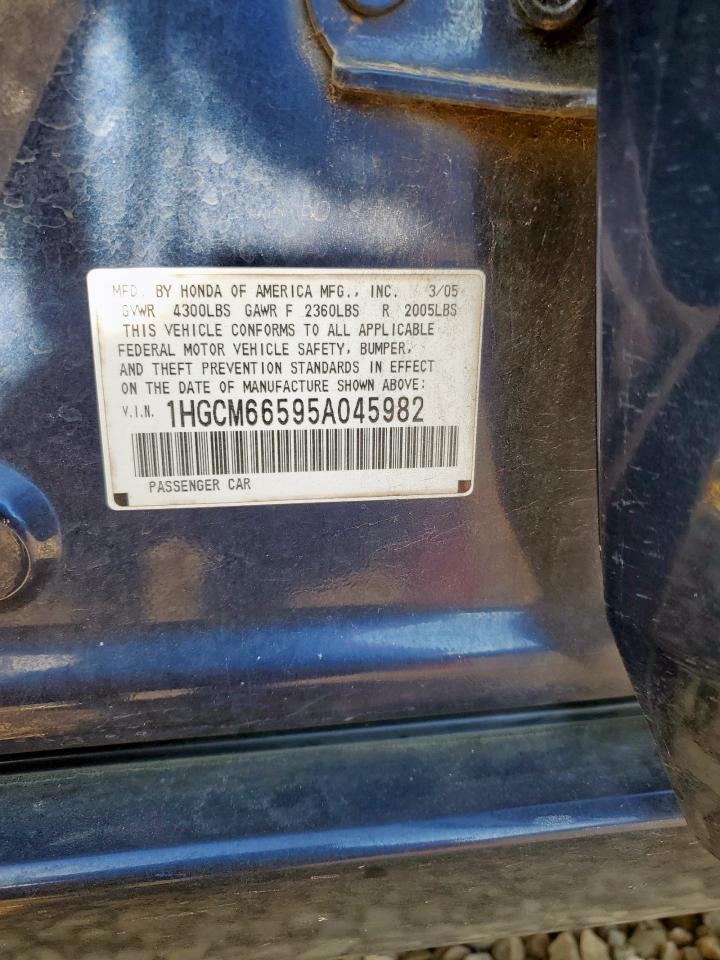 MFD. BY HONDA OF AMERICA MFG., INC. 3/05
GVWR 4300LBS GAWR F 2360LBS R 2005LBS
THIS VEHICLE CONFORMS TO ALL APPLICABLE
FEDERAL MOTOR VEHICLE SAFETY, BUMPER,
AND THEFT PREVENTION STANDARDS IN EFFECT
ON THE DATE OF MANUFACTURE SHOWN ABOVE:
V.I.N. 1HGCM66595A045982
PASSENGER CAR